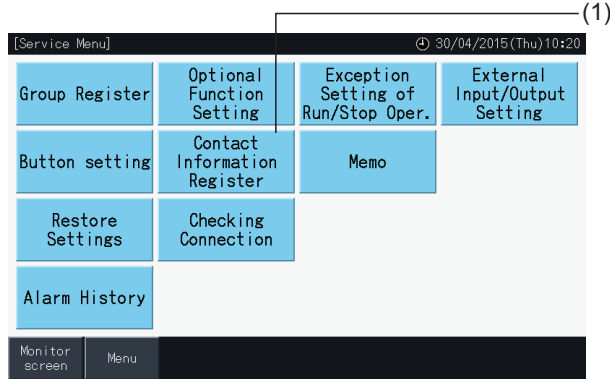 (1)
[Service Menu] 30/04/2015(Thu)10:20
Group Register
Optional
Function
Setting
Exception
Setting of
Run/Stop Oper.
External
Input/Output
Setting
Button setting
Contact
Information
Register
Memo
Restore
Settings
Checking
Connection
Alarm History
Monitor
screen
Menu